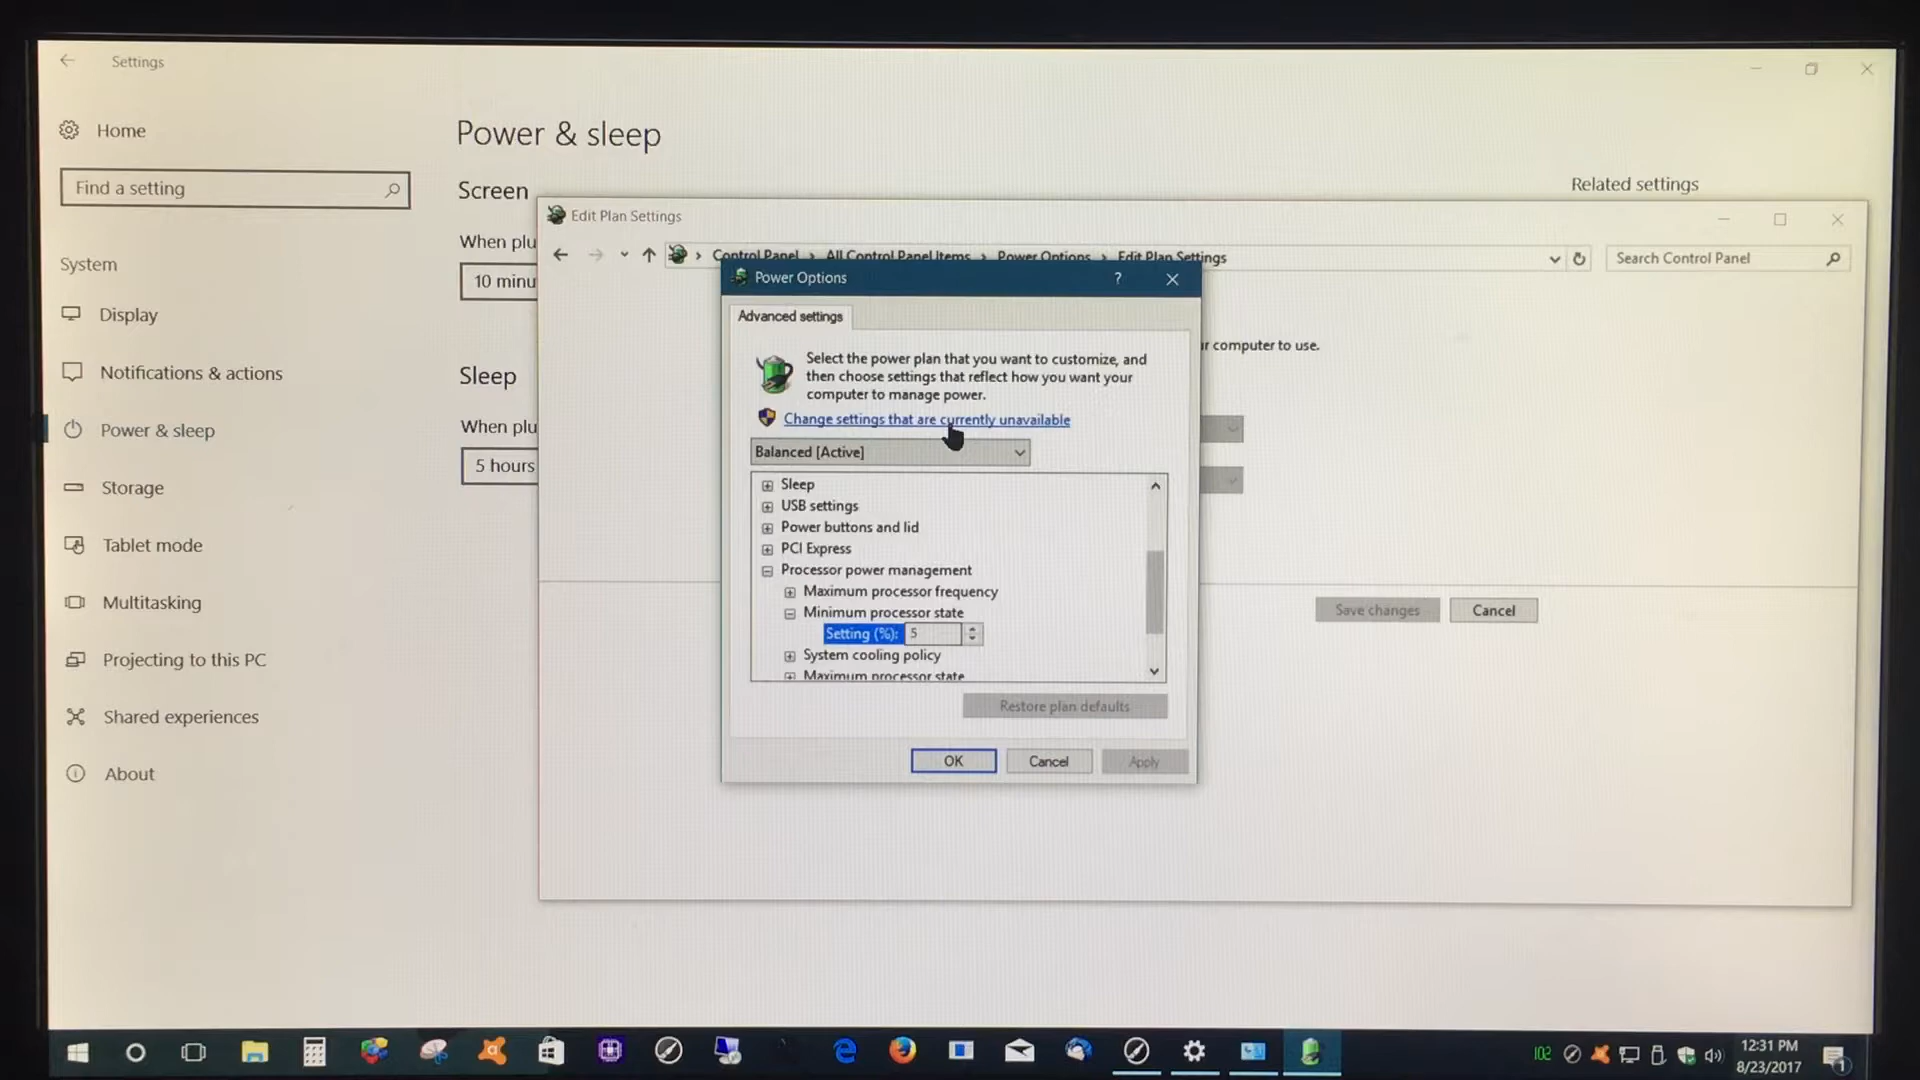 Settings
Home
Find a setting
System
Display
Notifications & actions
Power & sleep
Storage
Tablet mode
Multitasking
Projecting to this PC
Shared experiences
About
Power & sleep
Screen
When plu
10 minu
Sleep
When plu
5 hours
Related settings
Edit Plan Settings
Control Panel > All Control Panel Items > Power Options > Edit Plan Settings
Search Control Panel
r computer to use.
Save changes
Cancel
Power Options
?
Advanced settings
Select the power plan that you want to customize, and
then choose settings that reflect how you want your
computer to manage power.
Change settings that are currently unavailable
Balanced [Active]
Sleep
USB settings
Power buttons and lid
PCI Express
Processor power management
Maximum processor frequency
Minimum processor state
Setting (%): 5
System cooling policy
Maximum processor state
Restore plan defaults
OK
Cancel
Apply
102
12:31 PM
8/23/2017
1